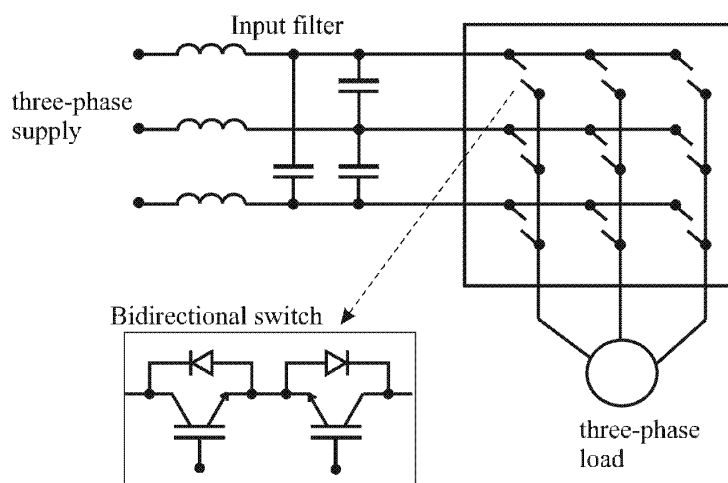 Input filter
three-phase
supply
Bidirectional switch
three-phase
load